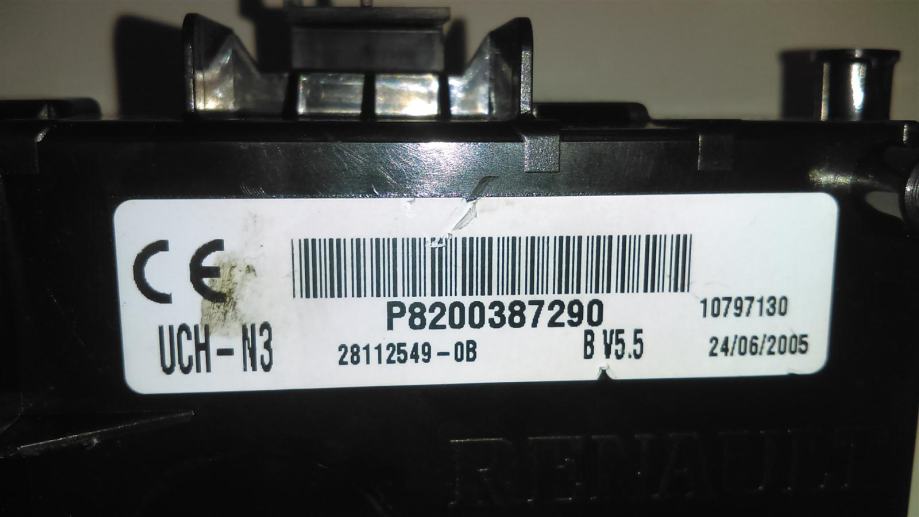 CE
P8200387290
10797130
UCH-N3
28112549-0B
B V5.5
24/06/2005
RENAULT